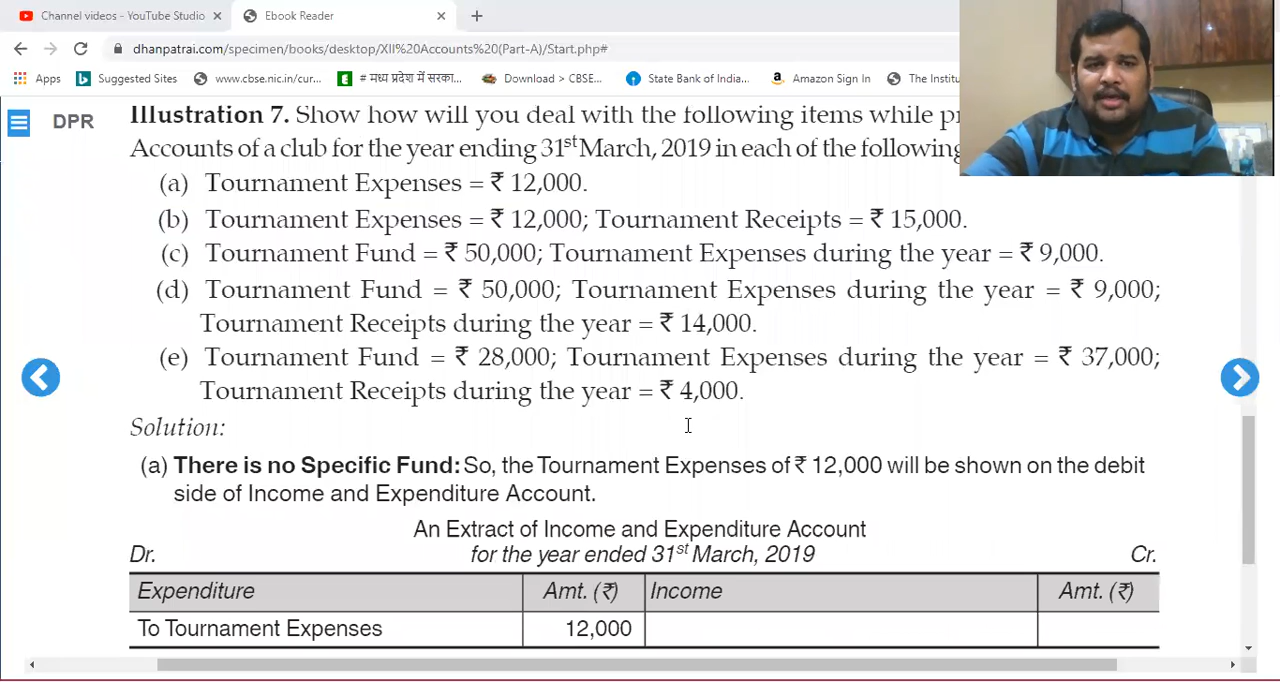 Channel videos - YouTube Studio
Ebook Reader
dhanpatrai.com/specimen/books/desktop/XII%20Accounts%20(Part-A)/Start.php#
Apps Suggested Sites www.cbse.nic.in/cur... # मध्य प्रदेश में सरका... Download > CBSE... State Bank of India... Amazon Sign In The Institu
DPR
Illustration 7. Show how will you deal with the following items while pr
Accounts of a club for the year ending 31st March, 2019 in each of the following
(a) Tournament Expenses = ₹ 12,000.
(b) Tournament Expenses = ₹ 12,000; Tournament Receipts = ₹ 15,000.
(c) Tournament Fund = ₹ 50,000; Tournament Expenses during the year = ₹ 9,000.
(d) Tournament Fund = ₹ 50,000; Tournament Expenses during the year = ₹ 9,000;
Tournament Receipts during the year = ₹ 14,000.
(e) Tournament Fund = ₹ 28,000; Tournament Expenses during the year = ₹ 37,000;
Tournament Receipts during the year = ₹ 4,000.
Solution:
(a) There is no Specific Fund: So, the Tournament Expenses of ₹ 12,000 will be shown on the debit
side of Income and Expenditure Account.
An Extract of Income and Expenditure Account
Dr. for the year ended 31st March, 2019 Cr.
Expenditure Amt. (₹) Income Amt. (₹)
To Tournament Expenses 12,000